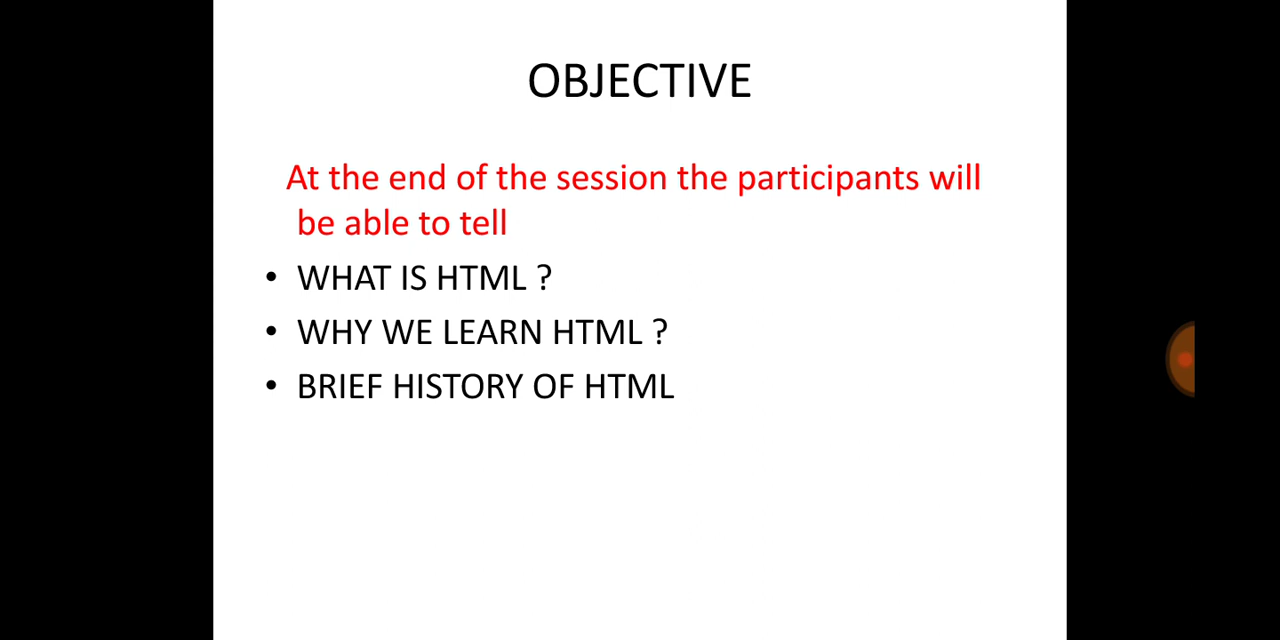 OBJECTIVE
At the end of the session the participants will
be able to tell
• WHAT IS HTML ?
• WHY WE LEARN HTML ?
• BRIEF HISTORY OF HTML